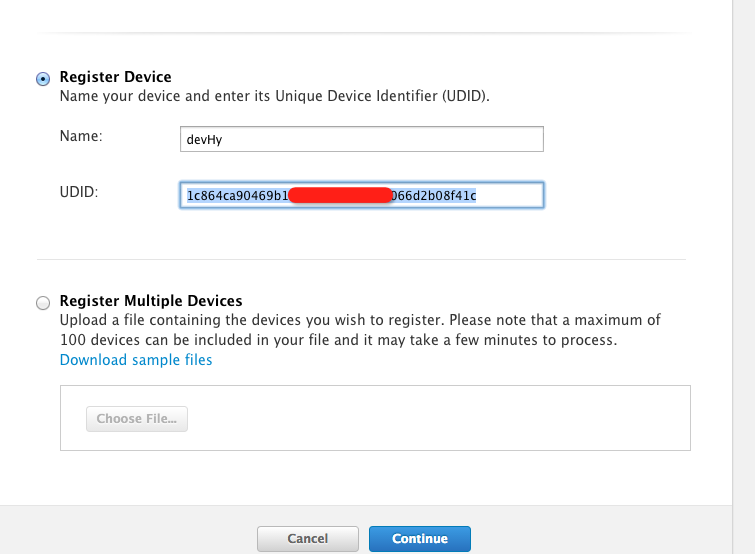 Register Device
Name your device and enter its Unique Device Identifier (UDID).
Name:
devHy
UDID:
1c864ca90469b1 066d2b08f41c
Register Multiple Devices
Upload a file containing the devices you wish to register. Please note that a maximum of
100 devices can be included in your file and it may take a few minutes to process.
Download sample files
Choose File...
Cancel
Continue